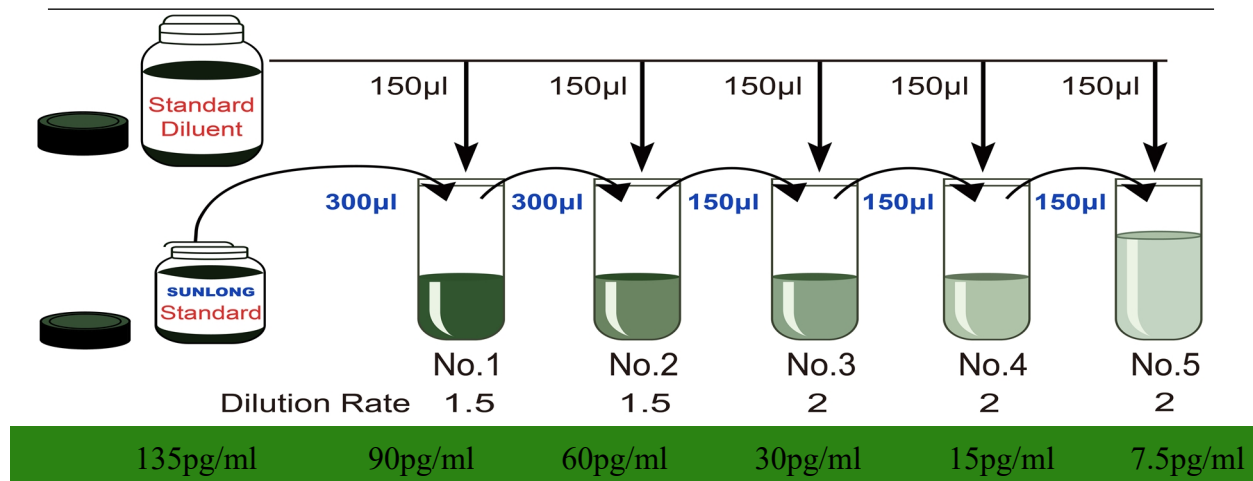 150µl 150µl 150µl 150µl 150µl
Standard
Diluent
300µl 300µl 150µl 150µl 150µl
SUNLONG
Standard
No.1 No.2 No.3 No.4 No.5
Dilution Rate 1.5 1.5 2 2 2
135pg/ml 90pg/ml 60pg/ml 30pg/ml 15pg/ml 7.5pg/ml